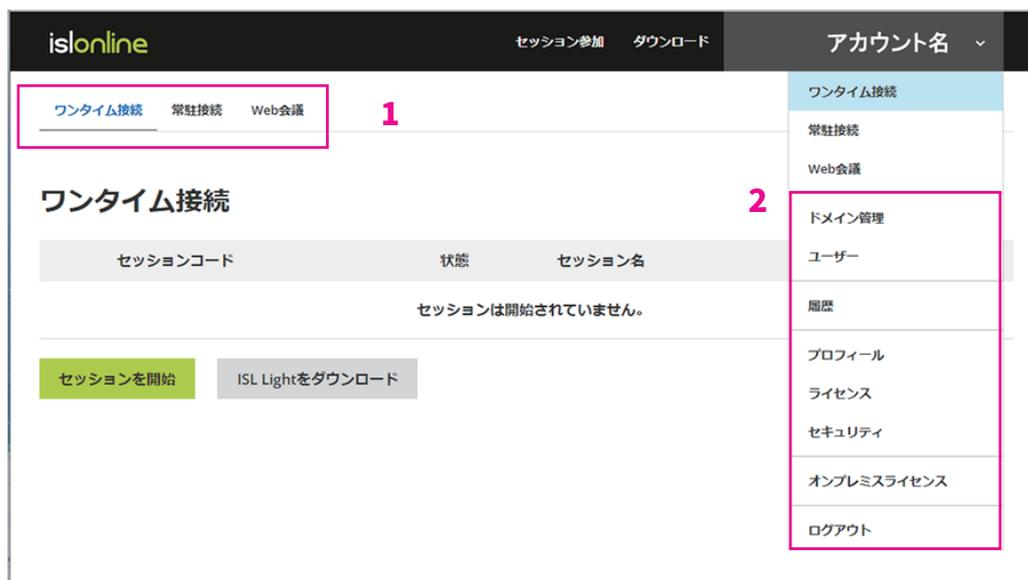 islonline
セッション参加 ダウンロード アカウント名
ワンタイム接続 常駐接続 Web会議
1
ワンタイム接続
セッションコード 状態 セッション名
セッションは開始されていません。
セッションを開始 ISL Lightをダウンロード
ワンタイム接続
常駐接続
Web会議
2
ドメイン管理
ユーザー
履歴
プロフィール
ライセンス
セキュリティ
オンプレミスライセンス
ログアウト